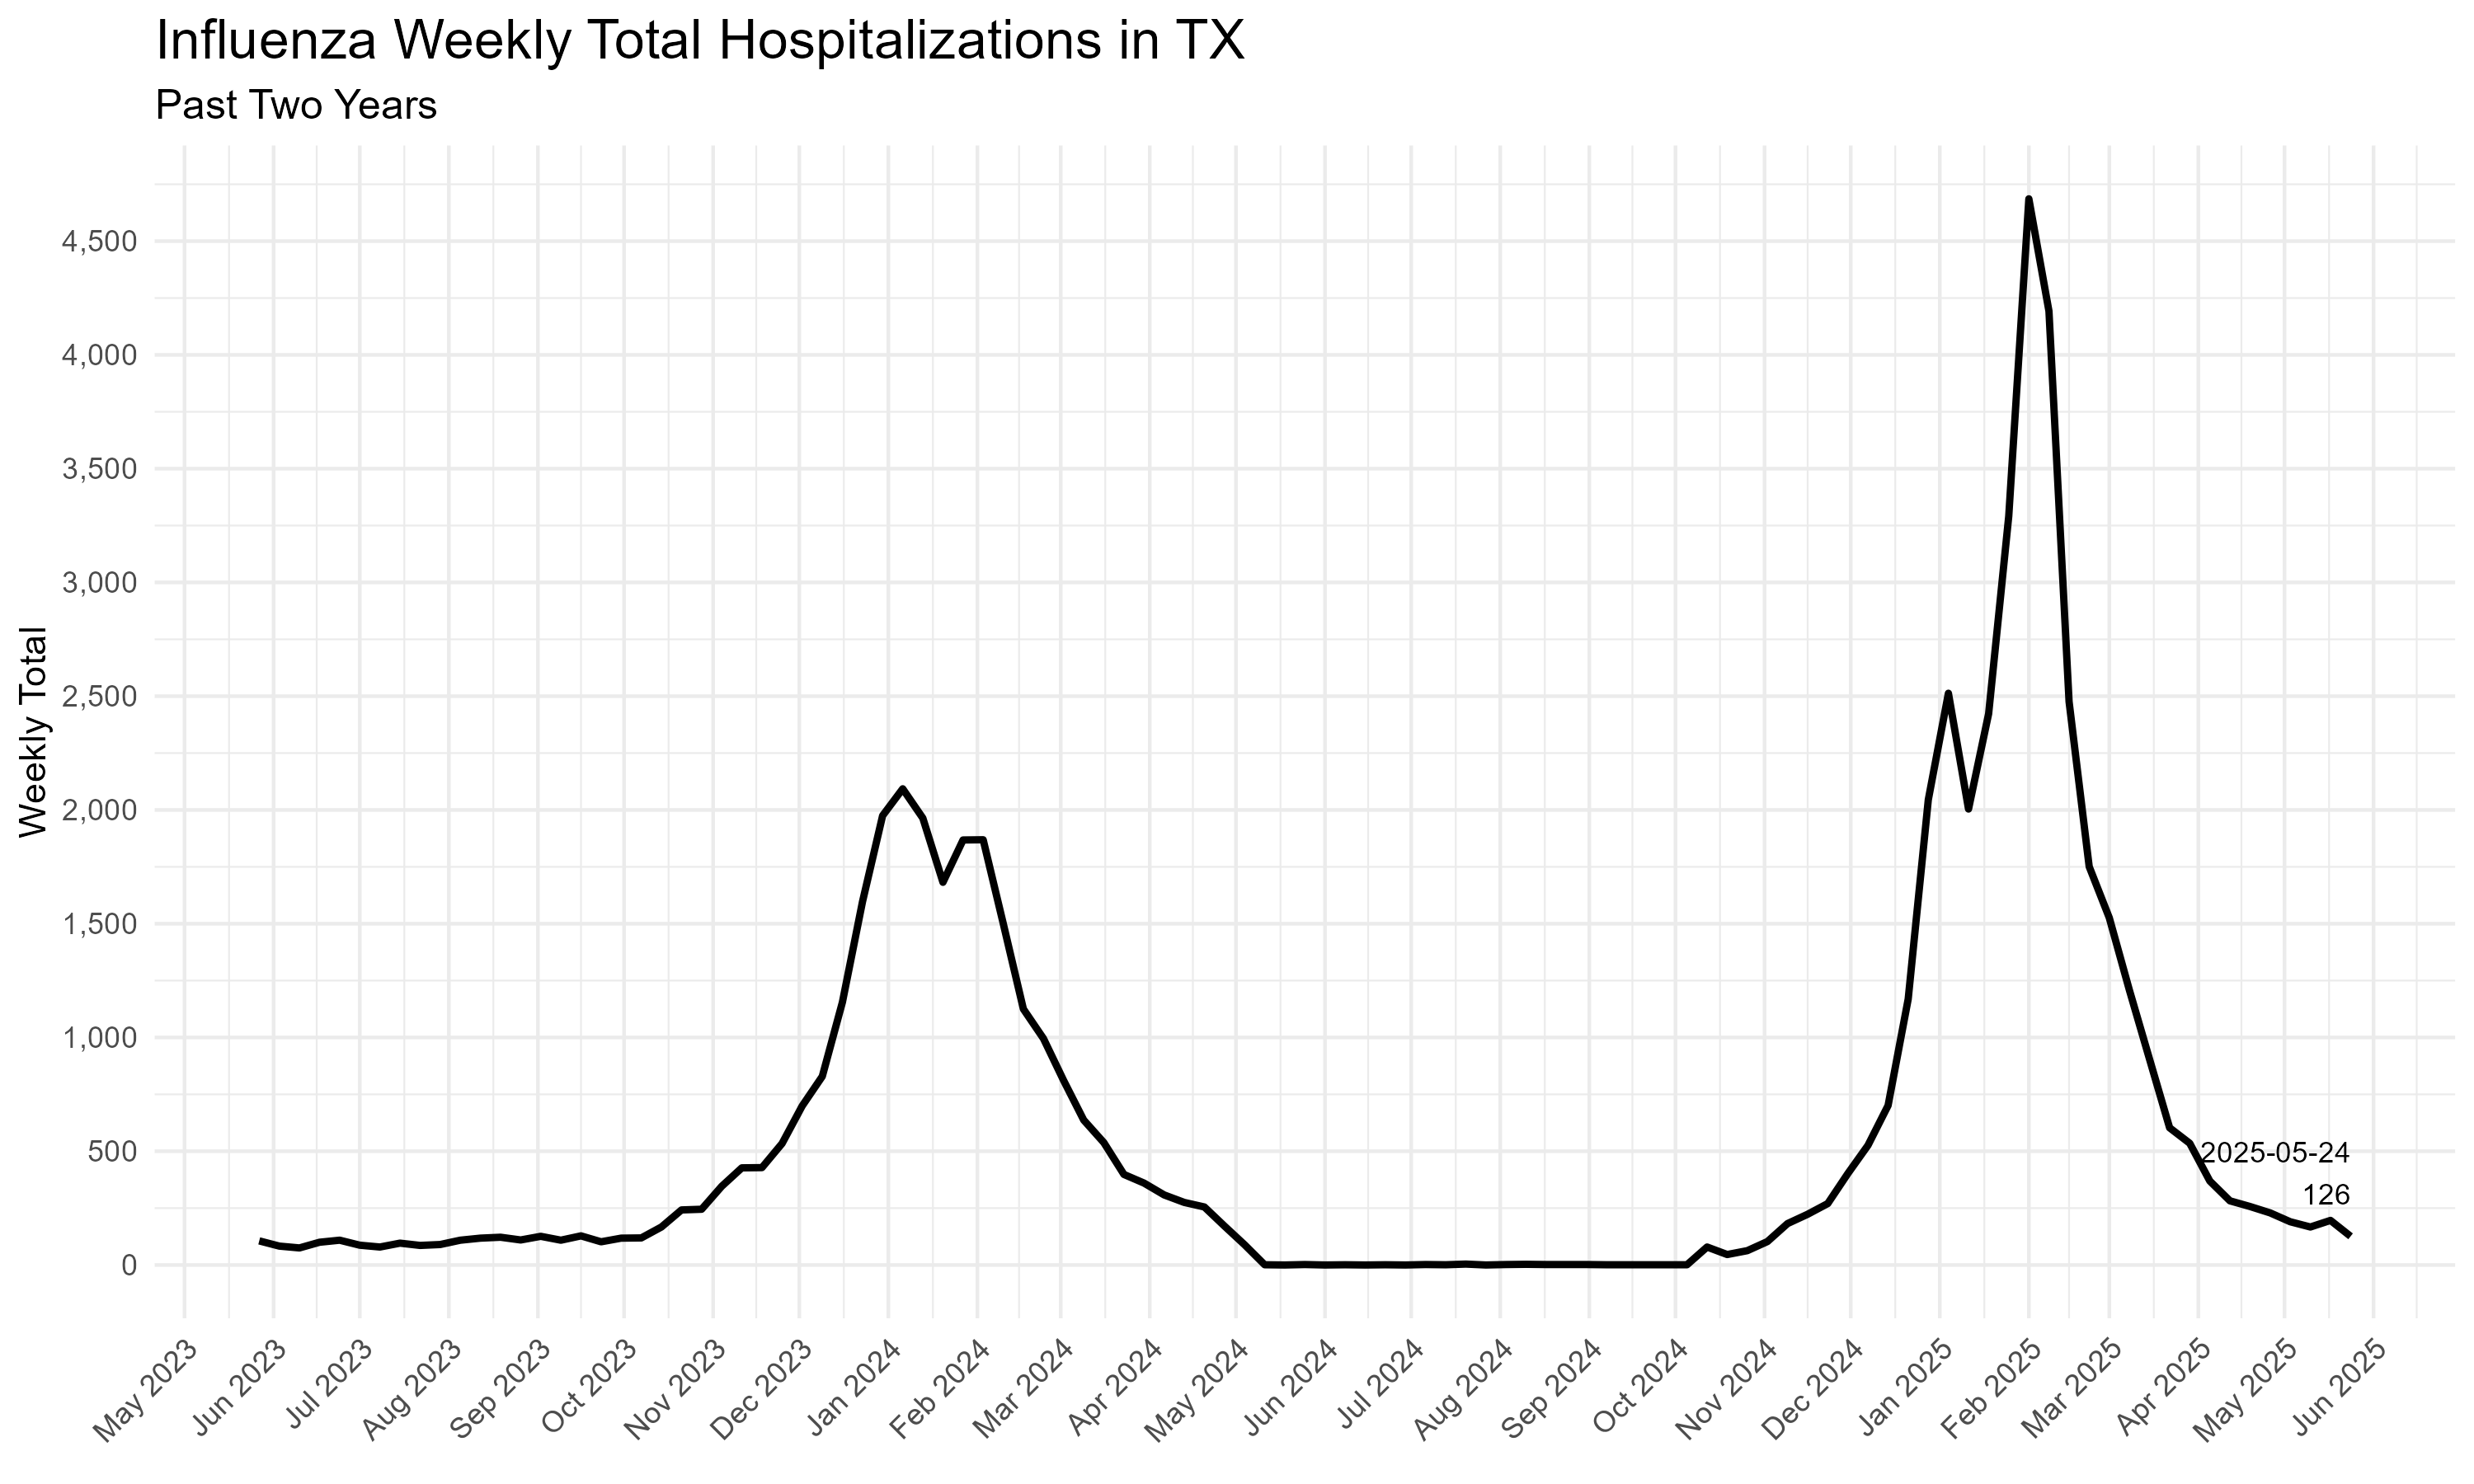 Influenza Weekly Total Hospitalizations in TX
Past Two Years
Weekly Total
4,500
4,000
3,500
3,000
2,500
2,000
1,500
1,000
500
0
2025-05-24
126
May 2023
Jun 2023
Jul 2023
Aug 2023
Sep 2023
Oct 2023
Nov 2023
Dec 2023
Jan 2024
Feb 2024
Mar 2024
Apr 2024
May 2024
Jun 2024
Jul 2024
Aug 2024
Sep 2024
Oct 2024
Nov 2024
Dec 2024
Jan 2025
Feb 2025
Mar 2025
Apr 2025
May 2025
Jun 2025